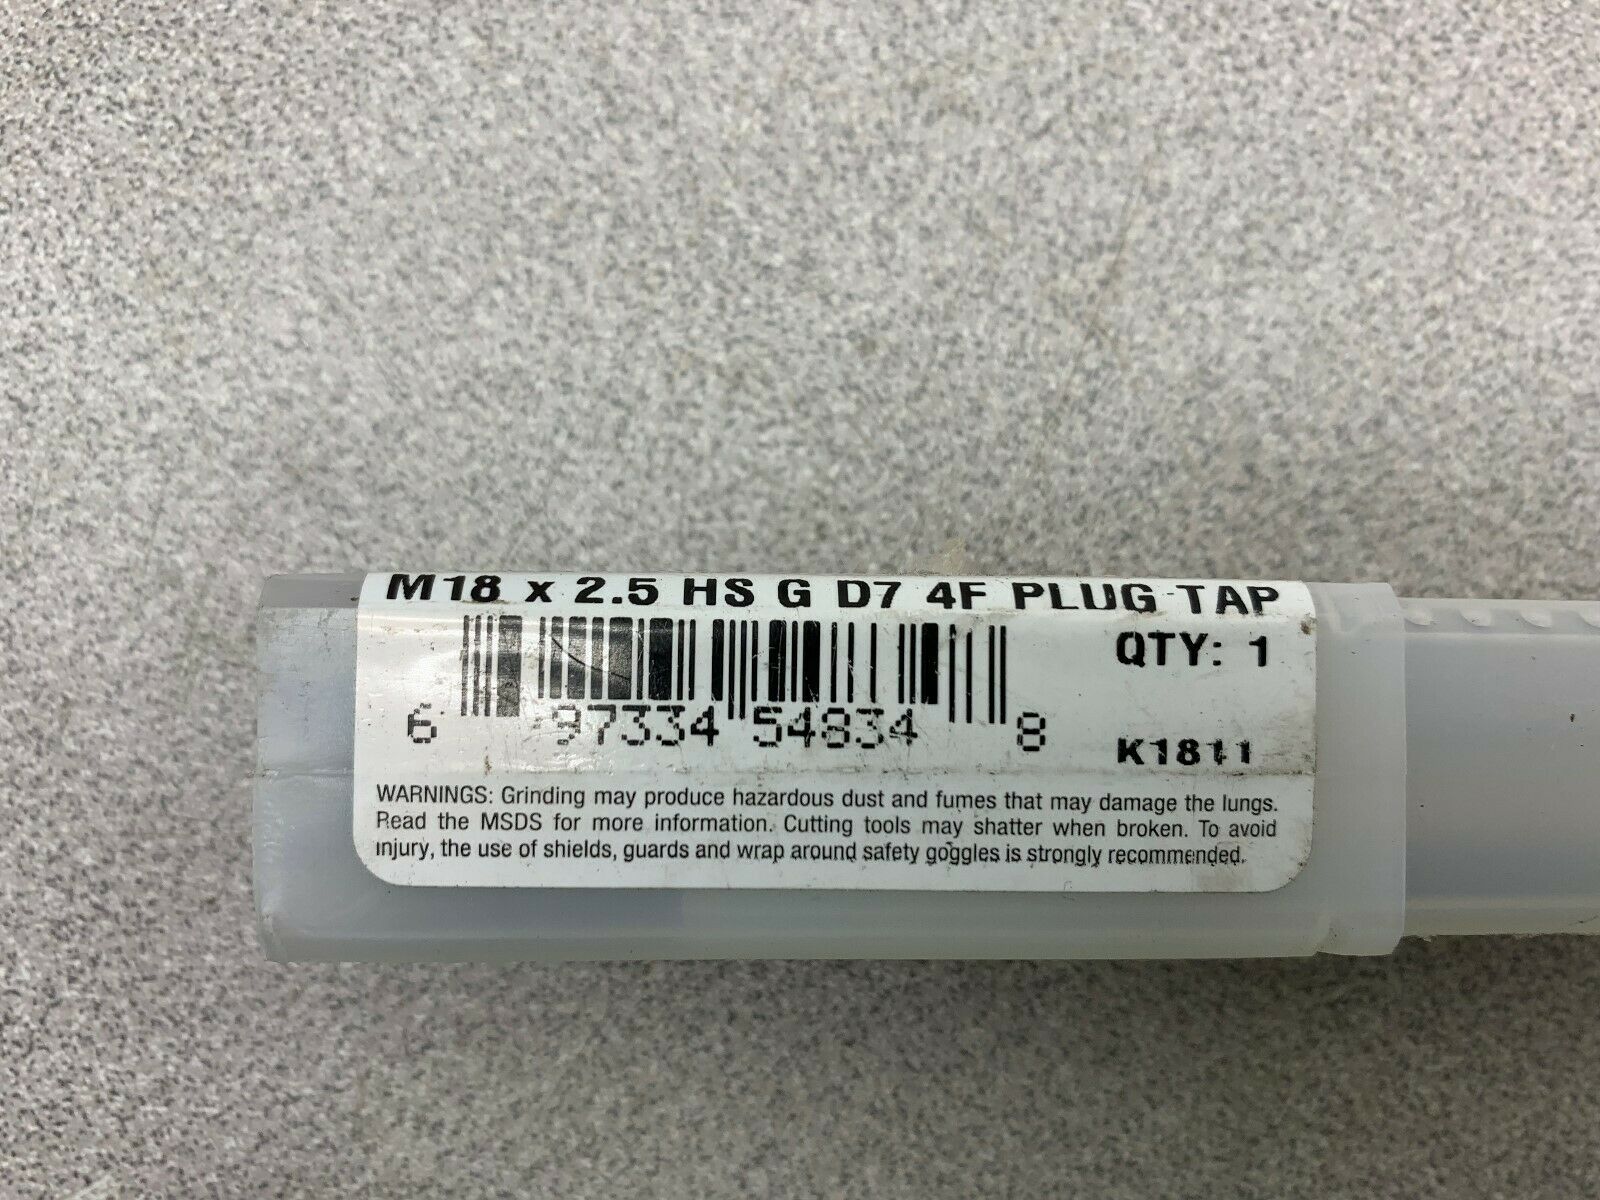 M18 x 2.5 HS G D7 4F PLUG TAP
QTY: 1
6 97334 54834 8
K1811
WARNINGS: Grinding may produce hazardous dust and fumes that may damage the lungs.
Read the MSDS for more information. Cutting tools may shatter when broken. To avoid
injury, the use of shields, guards and wrap around safety goggles is strongly recommended.